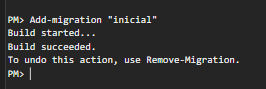 PM> Add-migration "inicial"
Build started...
Build succeeded.
To undo this action, use Remove-Migration.
PM>